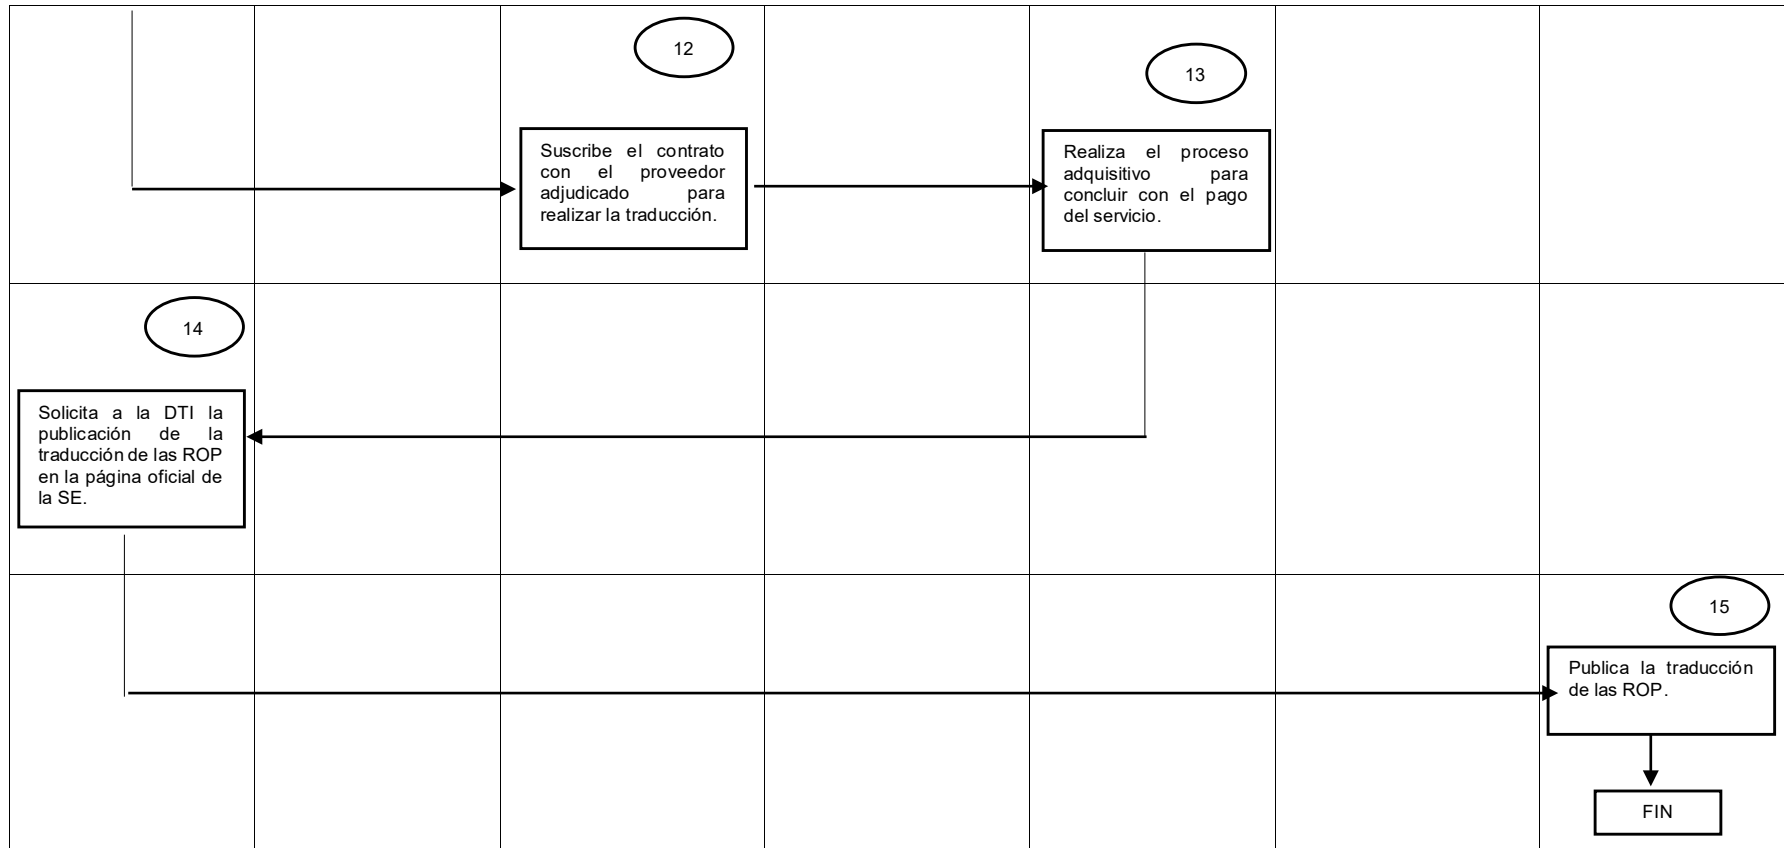 12
13
Suscribe el contrato
con el proveedor
adjudicado para
realizar la traducción.
Realiza el proceso
adquisitivo para
concluir con el pago
del servicio.
14
Solicita a la DTI la
publicación de la
traducción de las ROP
en la página oficial de
la SE.
15
Publica la traducción
de las ROP.
FIN